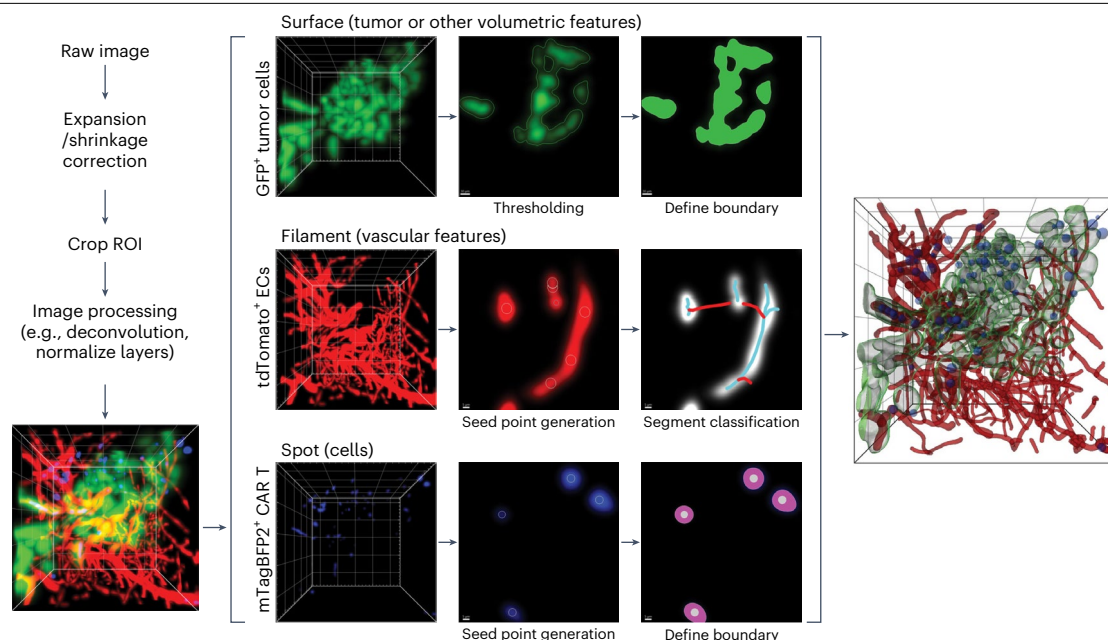 Raw image
Expansion
/shrinkage
correction
Crop ROI
Image processing
(e.g., deconvolution,
normalize layers)
Surface (tumor or other volumetric features)
GFP⁺ tumor cells
Thresholding
Define boundary
Filament (vascular features)
tdTomato⁺ ECs
Seed point generation
Segment classification
Spot (cells)
mTagBFP2⁺ CAR T
Seed point generation
Define boundary